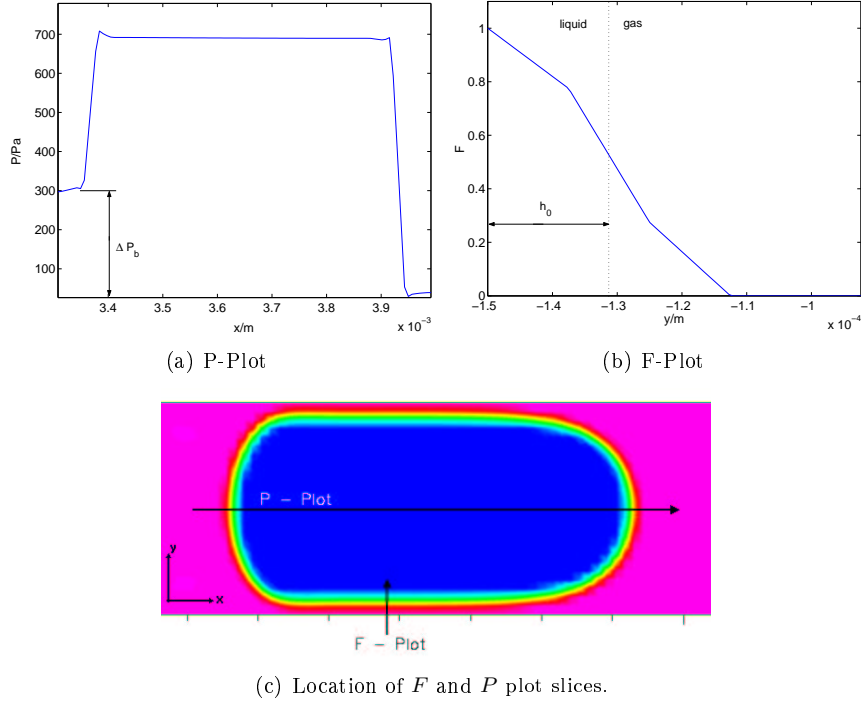 700
600
500
400
300
200
100
P/Pa
Δ P_b
3.4 3.5 3.6 3.7 3.8 3.9
x/m
x 10^-3
(a) P-Plot
1
0.8
0.6
0.4
0.2
0
F
liquid gas
h_0
−1.5 −1.4 −1.3 −1.2 −1.1 −1
y/m
x 10^-4
(b) F-Plot
P - Plot
y
x
F - Plot
(c) Location of F and P plot slices.